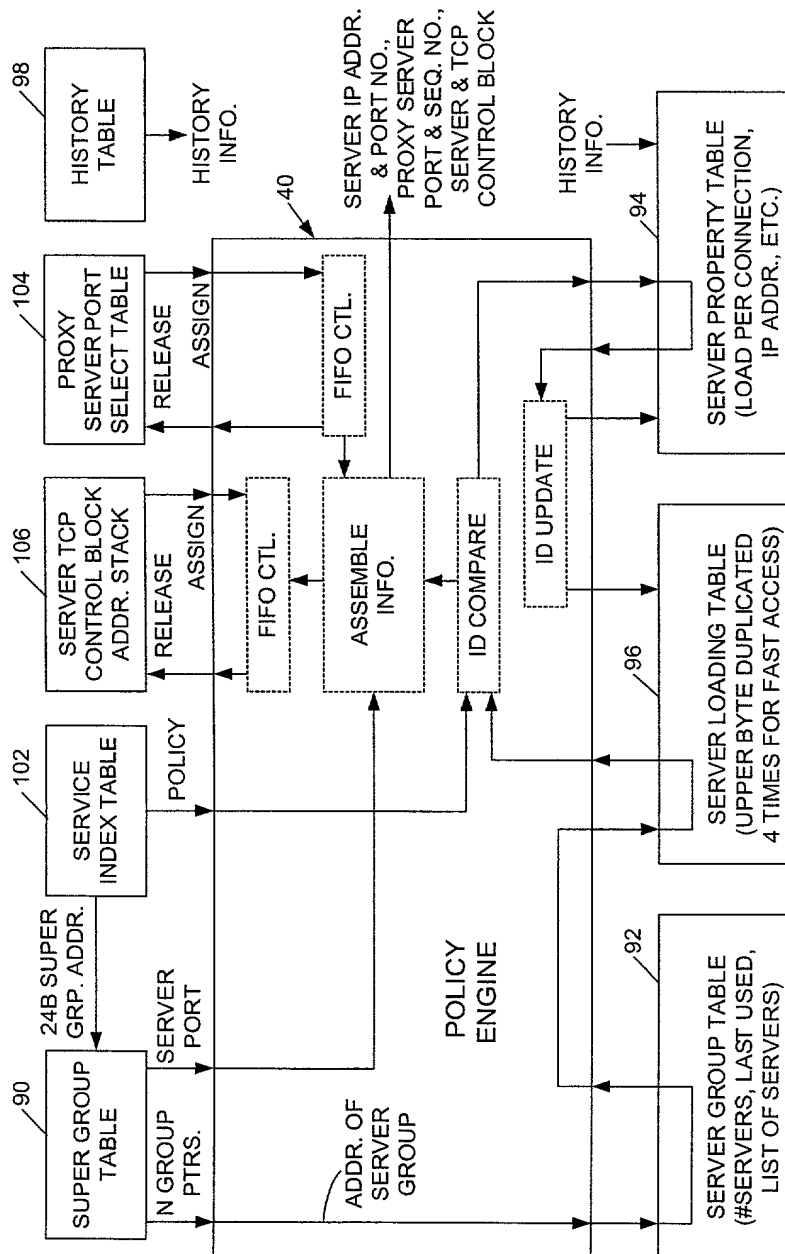 90
SUPER GROUP
TABLE
24B SUPER
GRP. ADDR.
102
SERVICE
INDEX TABLE
106
SERVER TCP
CONTROL BLOCK
ADDR. STACK
104
PROXY
SERVER PORT
SELECT TABLE
98
HISTORY
TABLE
N GROUP
PTRS.
SERVER
PORT
POLICY
RELEASE
ASSIGN
RELEASE
ASSIGN
HISTORY
INFO.
40
FIFO CTL.
FIFO CTL.
ASSEMBLE
INFO.
SERVER IP ADDR.
& PORT NO.,
PROXY SERVER
PORT & SEQ. NO.,
SERVER & TCP
CONTROL BLOCK
ADDR. OF
SERVER
GROUP
POLICY
ENGINE
ID COMPARE
ID UPDATE
HISTORY
INFO.
92
SERVER GROUP TABLE
(#SERVERS, LAST USED,
LIST OF SERVERS)
96
SERVER LOADING TABLE
(UPPER BYTE DUPLICATED
4 TIMES FOR FAST ACCESS)
94
SERVER PROPERTY TABLE
(LOAD PER CONNECTION,
IP ADDR., ETC.)